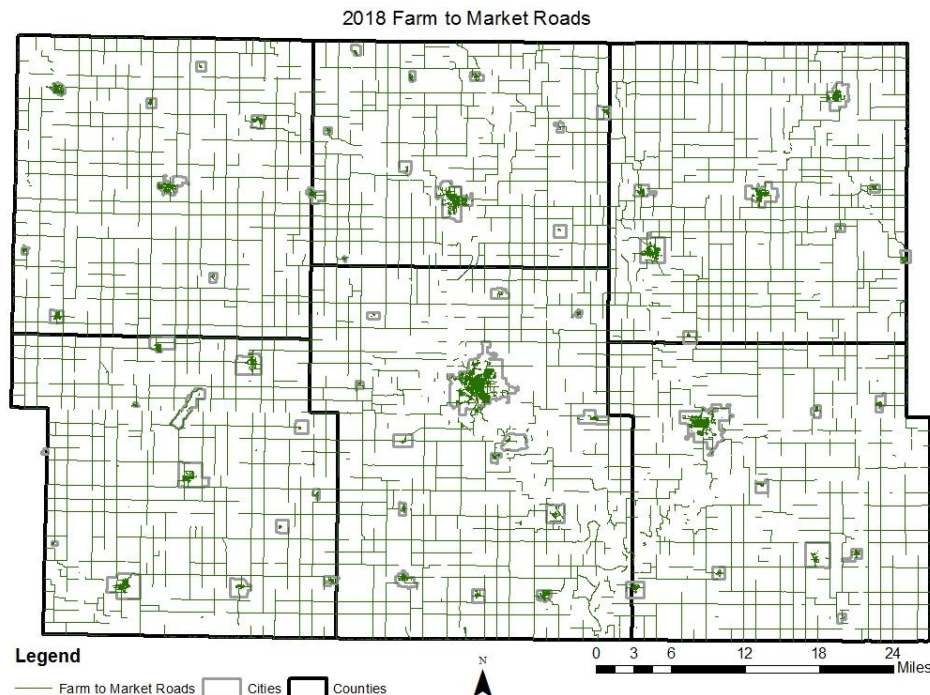 2018 Farm to Market Roads
Legend
Farm to Market Roads Cities Counties
N
0 3 6 12 18 24
Miles